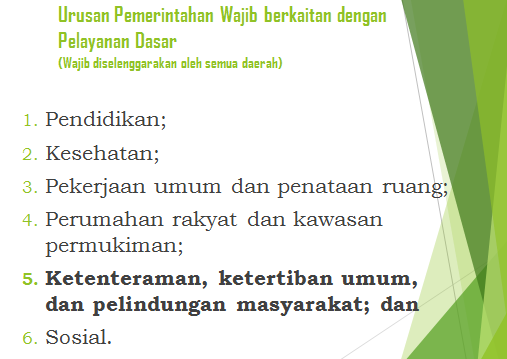 Urusan Pemerintahan Wajib berkaitan dengan
Pelayanan Dasar
(Wajib diselenggarakan oleh semua daerah)
1. Pendidikan;
2. Kesehatan;
3. Pekerjaan umum dan penataan ruang;
4. Perumahan rakyat dan kawasan
permukiman;
5. Ketenteraman, ketertiban umum,
dan pelindungan masyarakat; dan
6. Sosial.